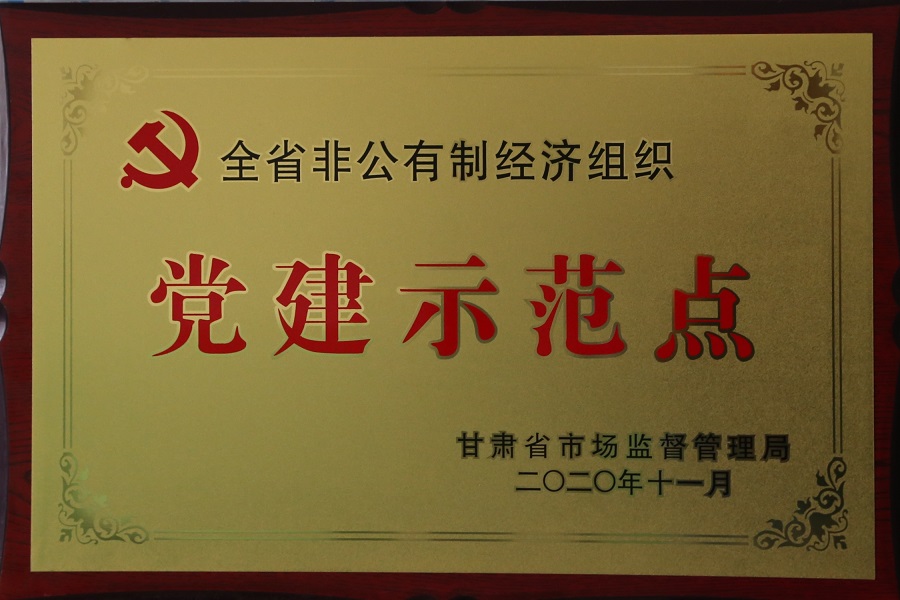 全省非公有制经济组织
党建示范点
甘肃省市场监督管理局
二〇二〇年十一月